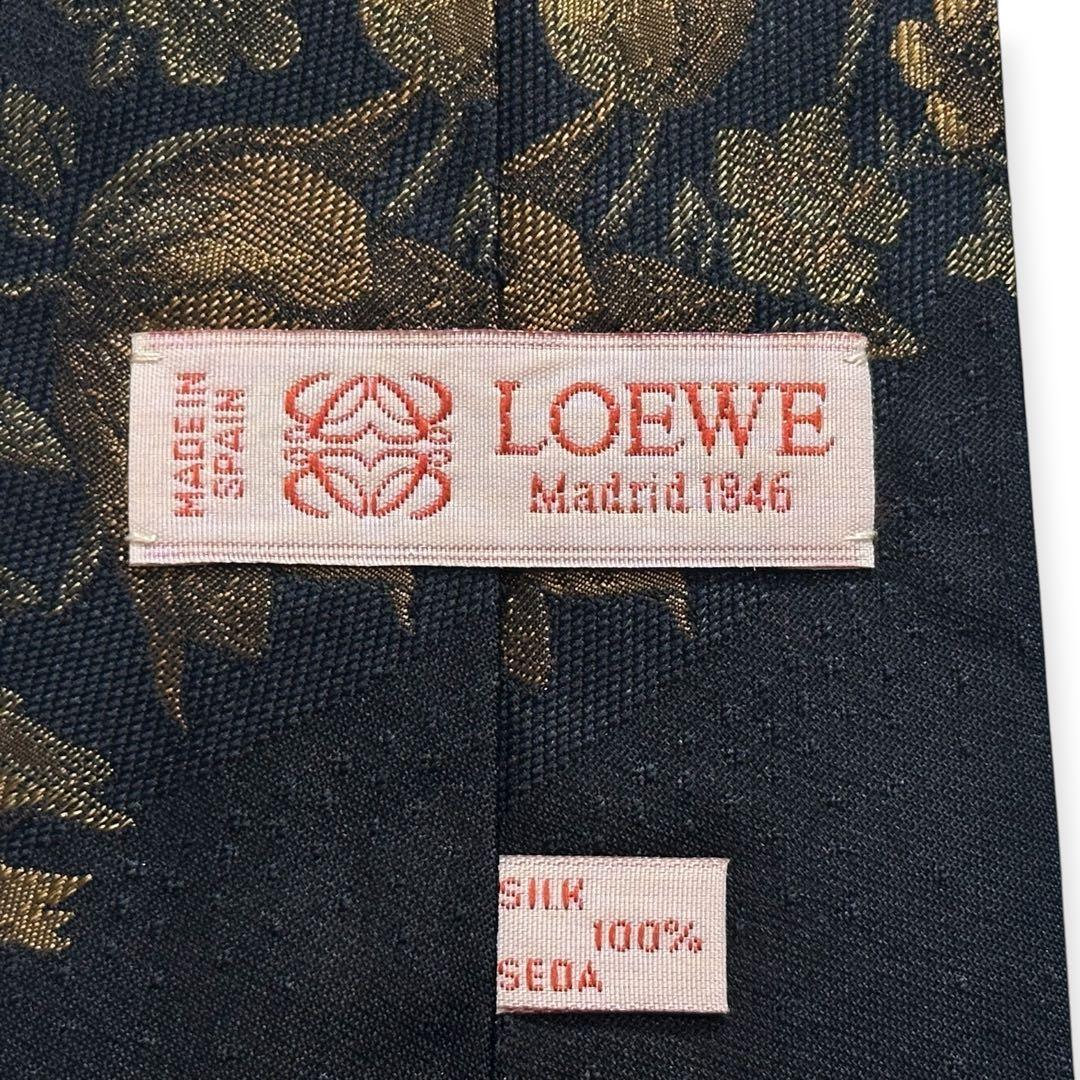 MADE IN
SPAIN
LOEWE
Madrid 1846
SILK
100%
SEDA